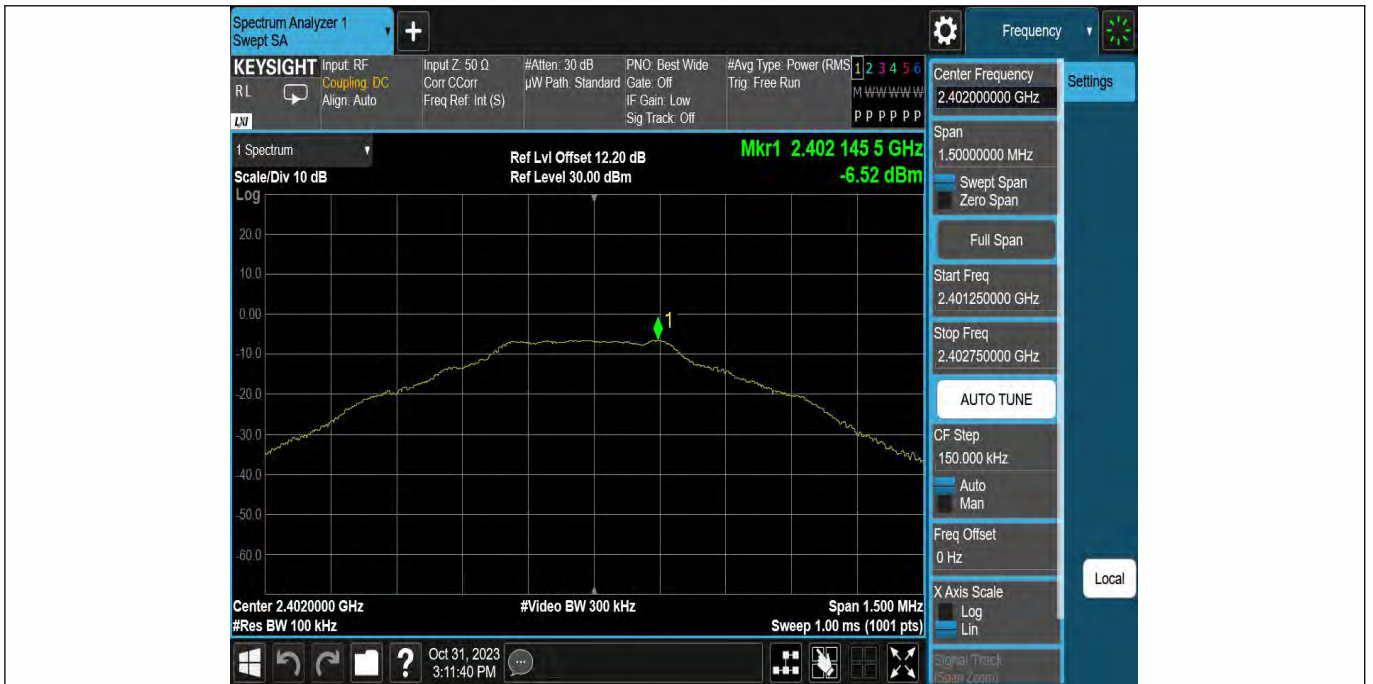 Spectrum Analyzer 1
Swept SA
Frequency
KEYSIGHT
R L
LXI
Input: RF
Coupling: DC
Align: Auto
Input Z: 50 Ω
Corr CCorr
Freq Ref: Int (S)
#Atten: 30 dB
µW Path: Standard
PNO: Best Wide
Gate: Off
IF Gain: Low
Sig Track: Off
#Avg Type: Power (RMS
Trig: Free Run
1 2 3 4 5 6
M W W W W W
P P P P P P
1 Spectrum
Scale/Div 10 dB
Ref Lvl Offset 12.20 dB
Ref Level 30.00 dBm
Mkr1 2.402 145 5 GHz
-6.52 dBm
Log
20.0
10.0
0.00
-10.0
-20.0
-30.0
-40.0
-50.0
-60.0
1
Center 2.4020000 GHz
#Res BW 100 kHz
#Video BW 300 kHz
Span 1.500 MHz
Sweep 1.00 ms (1001 pts)
Center Frequency
2.402000000 GHz
Settings
Span
1.50000000 MHz
Swept Span
Zero Span
Full Span
Start Freq
2.401250000 GHz
Stop Freq
2.402750000 GHz
AUTO TUNE
CF Step
150.000 kHz
Auto
Man
Freq Offset
0 Hz
X Axis Scale
Log
Lin
Signal Track
(Span Zoom)
Local
?
Oct 31, 2023
3:11:40 PM